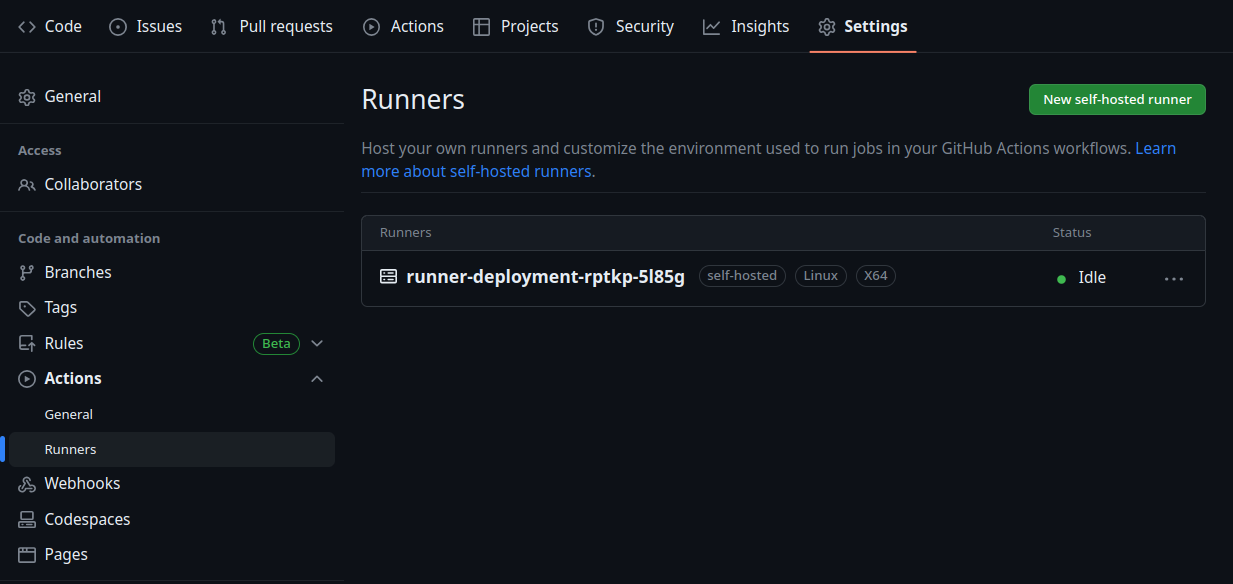 Code Issues Pull requests Actions Projects Security Insights Settings
General
Access
Collaborators
Code and automation
Branches
Tags
Rules Beta
Actions
General
Runners
Webhooks
Codespaces
Pages
Runners
New self-hosted runner
Host your own runners and customize the environment used to run jobs in your GitHub Actions workflows. Learn
more about self-hosted runners.
Runners Status
runner-deployment-rptkp-5l85g self-hosted Linux X64 Idle